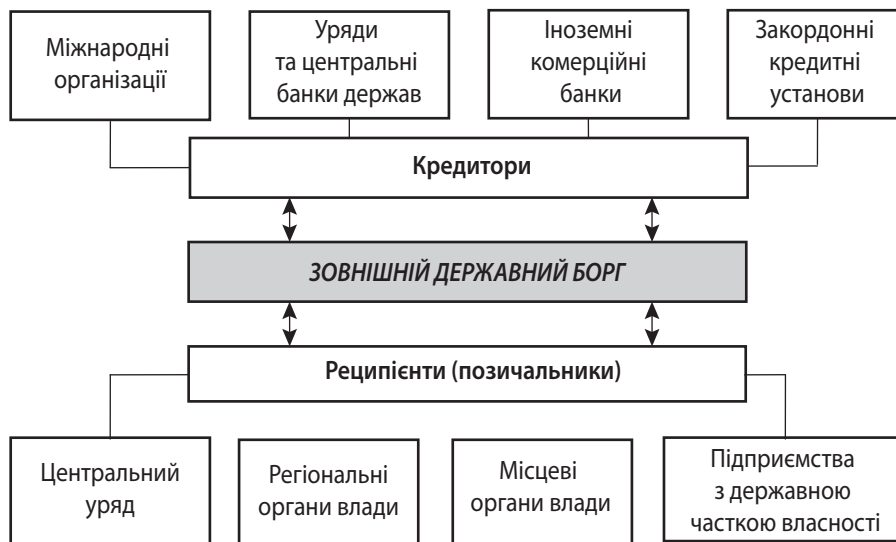 Міжнародні
організації
Уряди
та центральні
банки держав
Іноземні
комерційні
банки
Закордонні
кредитні
установи
Кредитори
ЗОВНІШНІЙ ДЕРЖАВНИЙ БОРГ
Реципієнти (позичальники)
Центральний
уряд
Регіональні
органи влади
Місцеві
органи влади
Підприємства
з державною
часткою власності